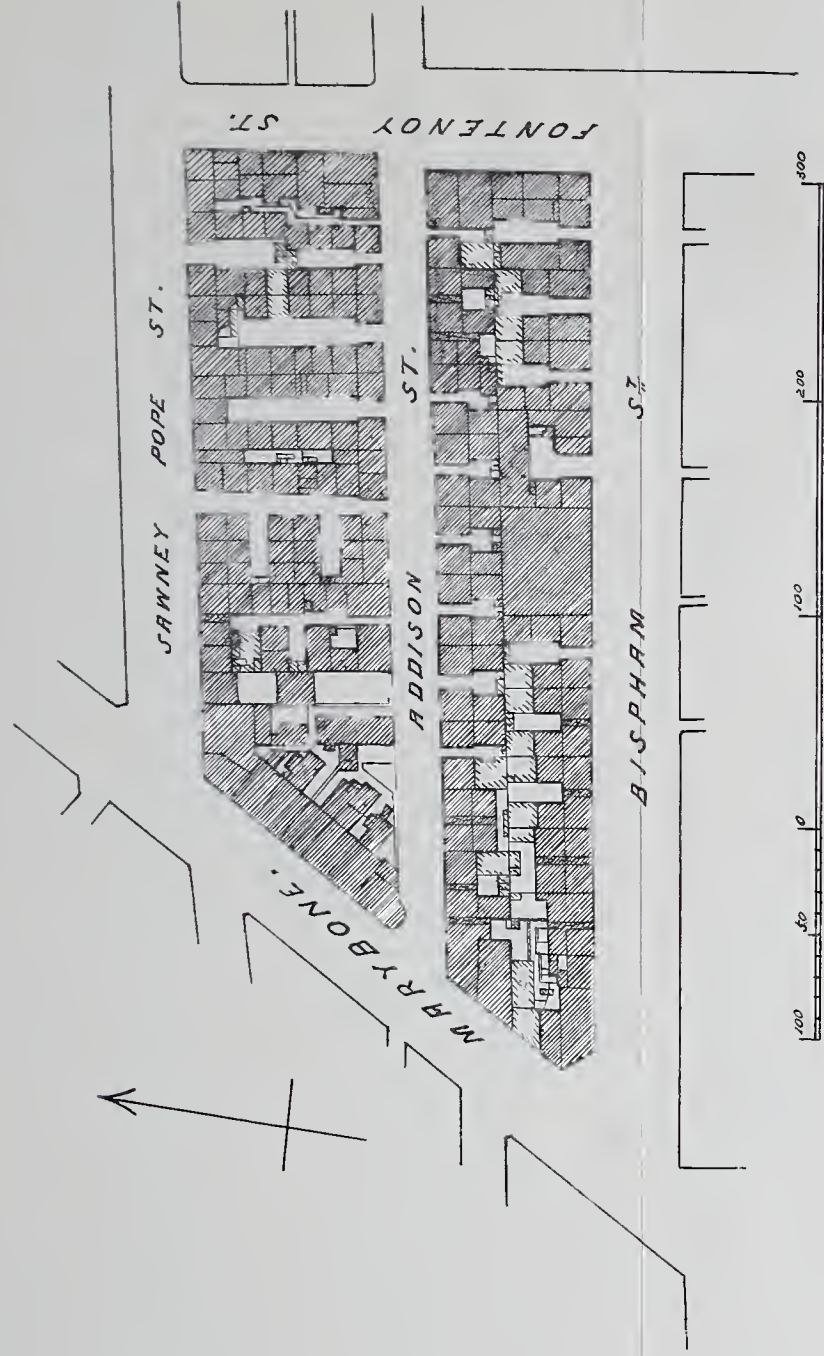 FONTENOY ST.
SAWNEY POPE ST.
ADDISON ST.
BISPHAM ST
MARYBONE.
100 50 0 100 200 300